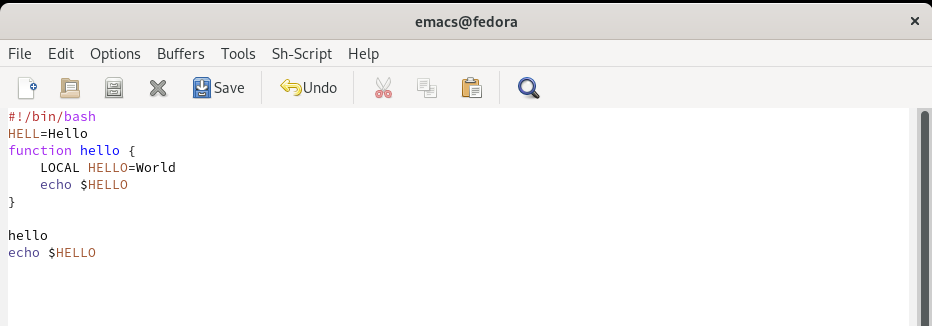 emacs@fedora ×
File Edit Options Buffers Tools Sh-Script Help
Save Undo
#!/bin/bash
HELL=Hello
function hello {
    LOCAL HELLO=World
    echo $HELLO
}

hello
echo $HELLO